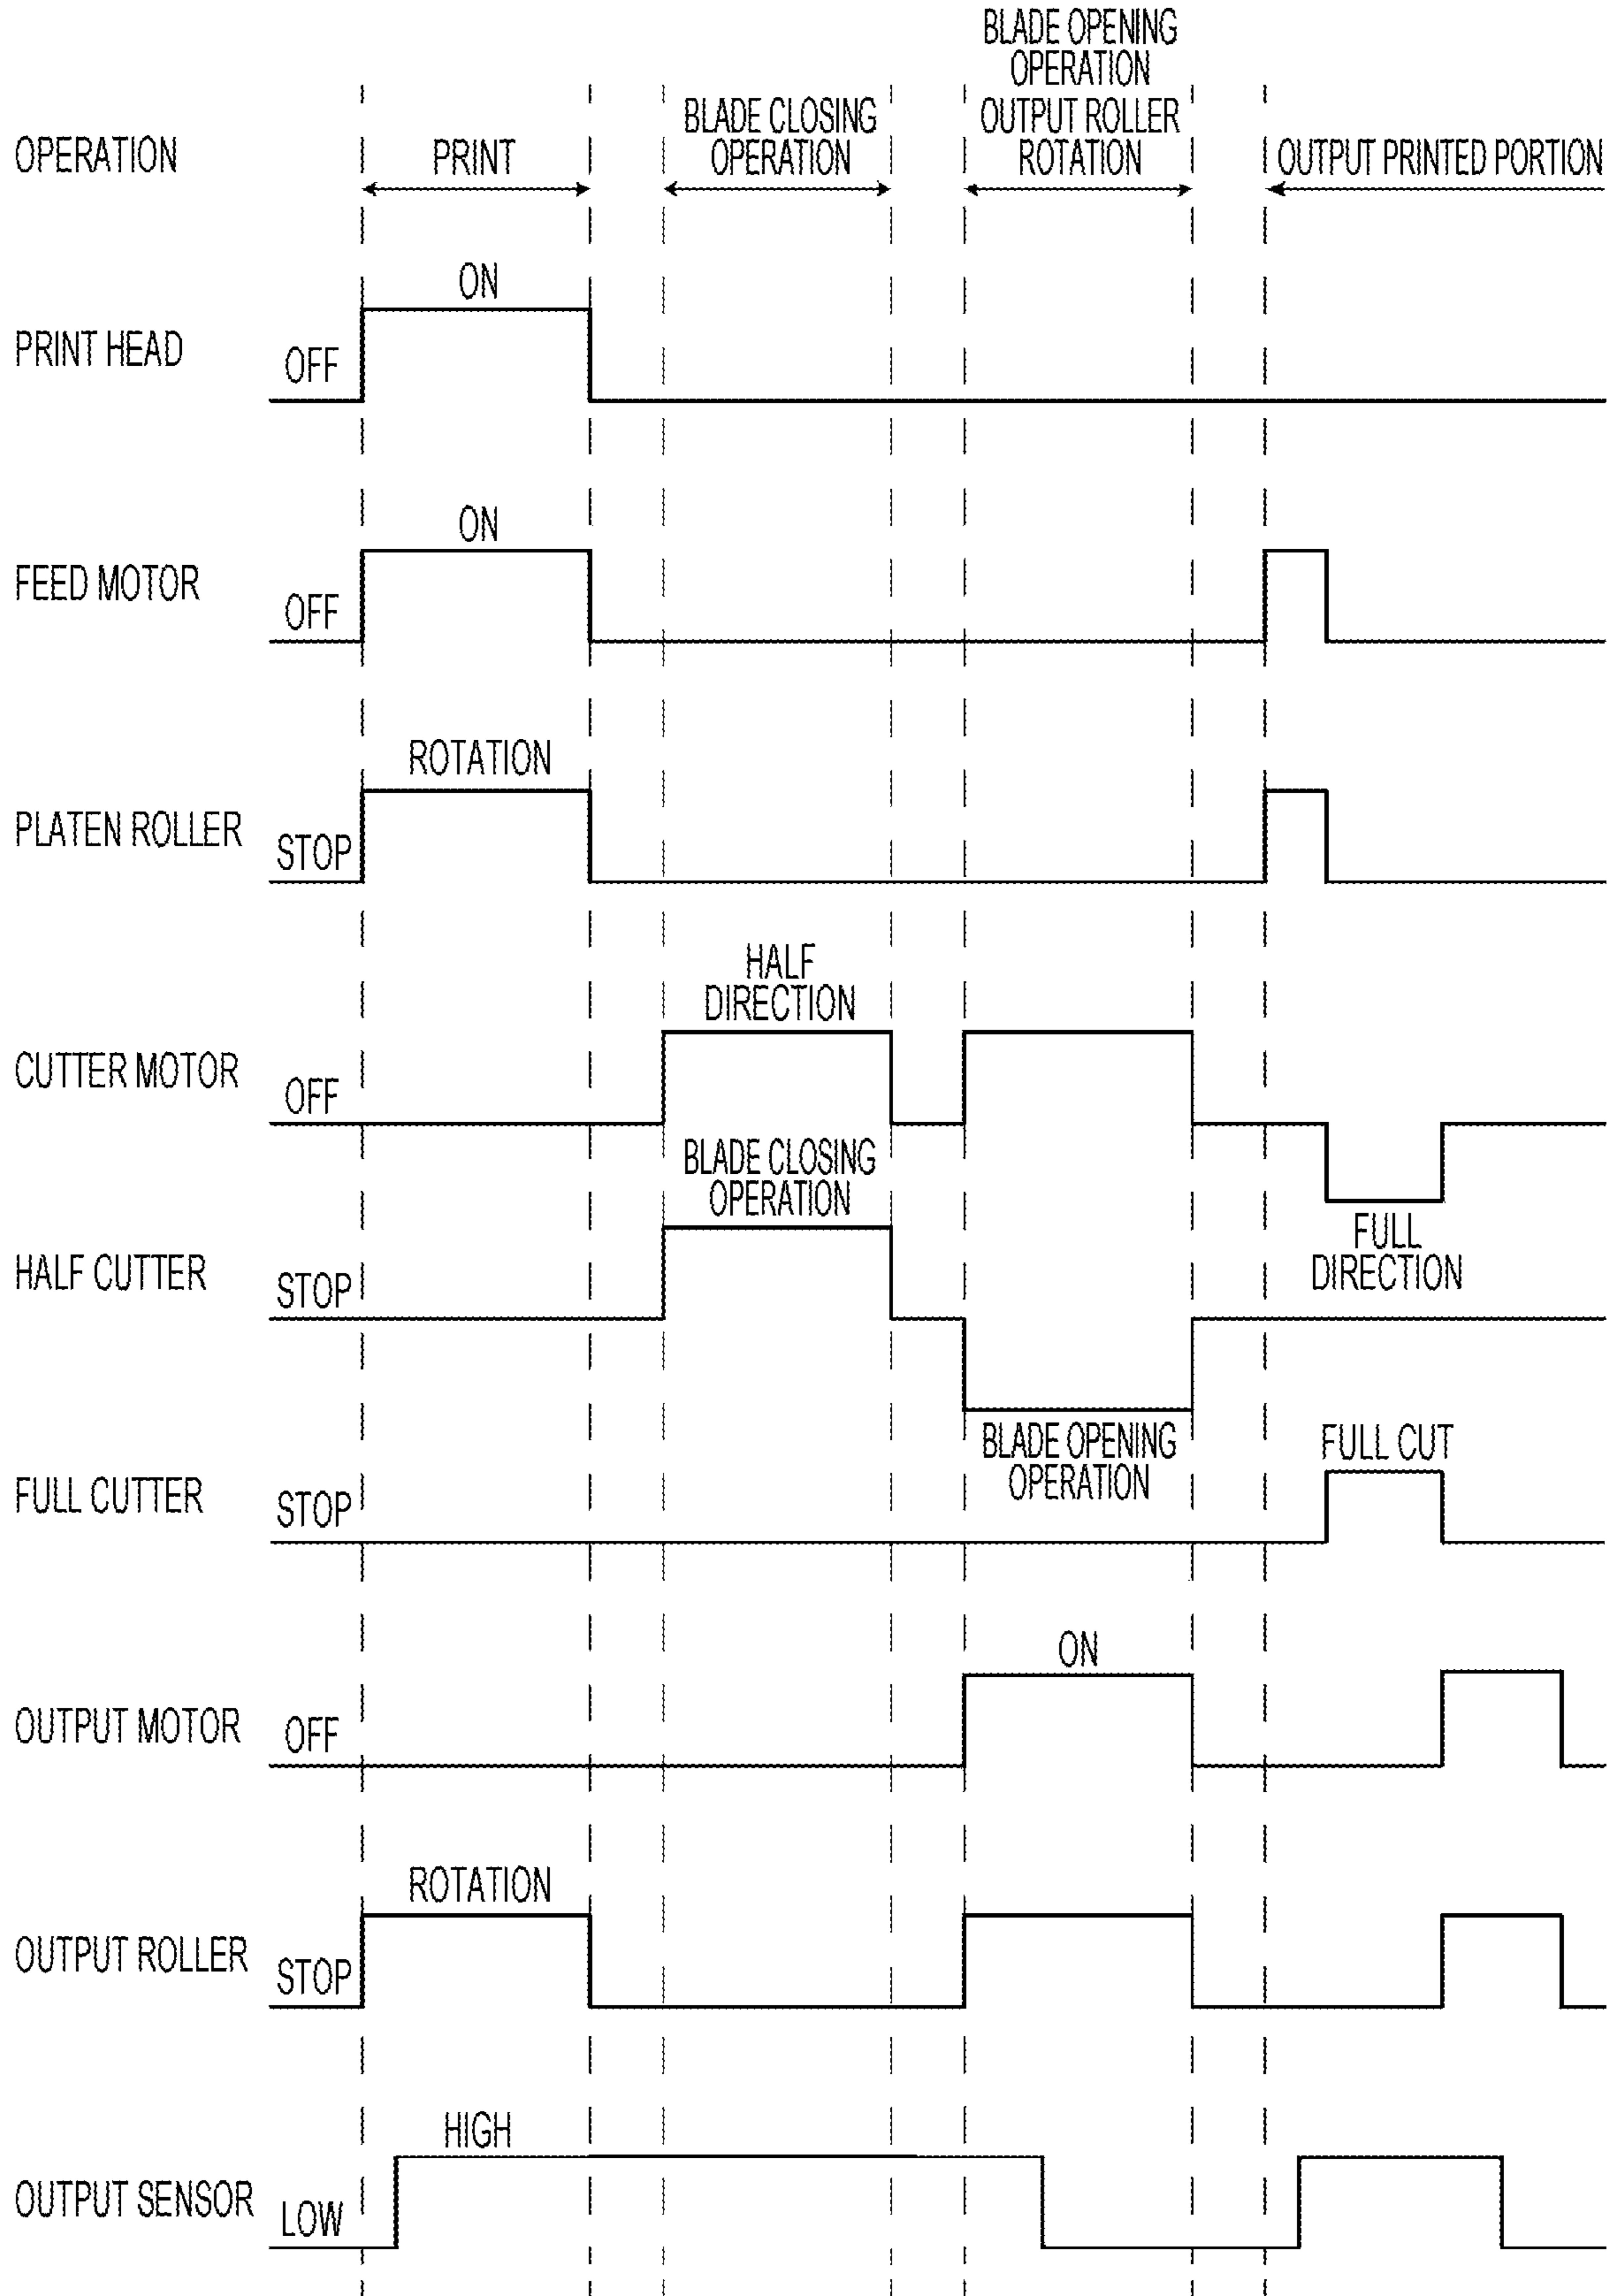 BLADE OPENING
OPERATION
OUTPUT ROLLER
ROTATION
BLADE CLOSING
OPERATION
OPERATION
PRINT
OUTPUT PRINTED PORTION
ON
PRINT HEAD
OFF
ON
FEED MOTOR
OFF
ROTATION
PLATEN ROLLER
STOP
HALF
DIRECTION
CUTTER MOTOR
OFF
BLADE CLOSING
OPERATION
FULL
DIRECTION
HALF CUTTER
STOP
BLADE OPENING
OPERATION
FULL CUT
FULL CUTTER
STOP
ON
OUTPUT MOTOR
OFF
ROTATION
OUTPUT ROLLER
STOP
HIGH
OUTPUT SENSOR
LOW